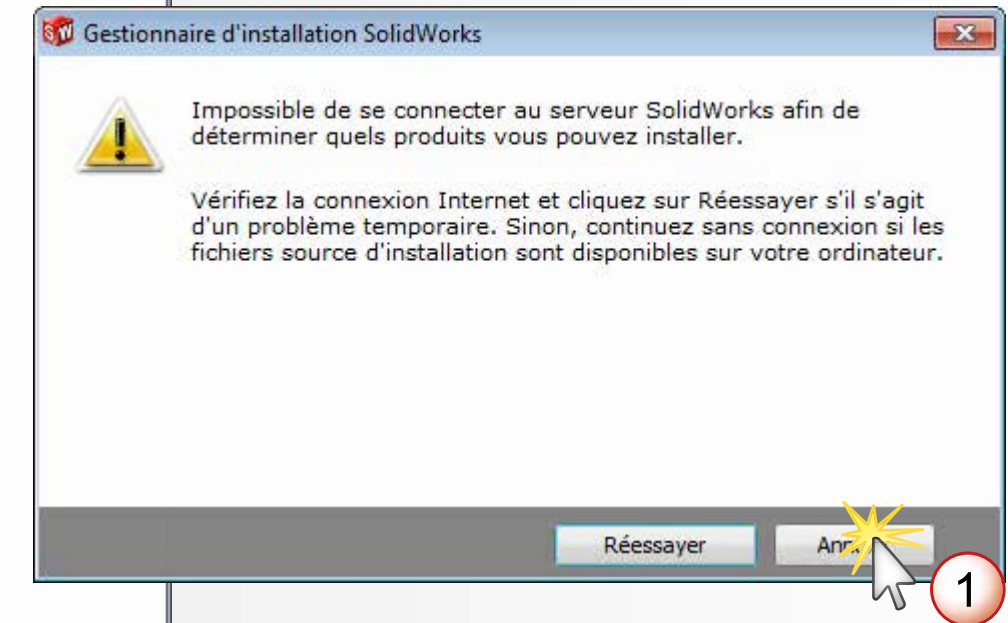 Gestionnaire d'installation SolidWorks
Impossible de se connecter au serveur SolidWorks afin de
déterminer quels produits vous pouvez installer.
Vérifiez la connexion Internet et cliquez sur Réessayer s'il s'agit
d'un problème temporaire. Sinon, continuez sans connexion si les
fichiers source d'installation sont disponibles sur votre ordinateur.
Réessayer
1